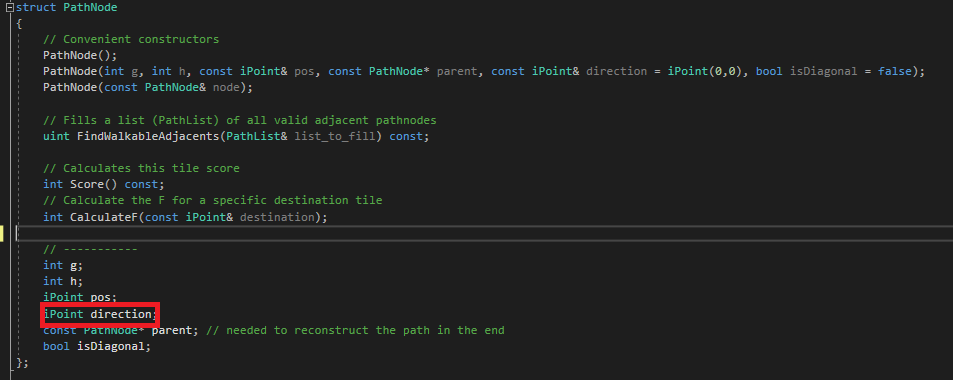 struct PathNode
{
// Convenient constructors
PathNode();
PathNode(int g, int h, const iPoint& pos, const PathNode* parent, const iPoint& direction = iPoint(0,0), bool isDiagonal = false);
PathNode(const PathNode& node);
// Fills a list (PathList) of all valid adjacent pathnodes
uint FindWalkableAdjacents(PathList& list_to_fill) const;
// Calculates this tile score
int Score() const;
// Calculate the F for a specific destination tile
int CalculateF(const iPoint& destination);
// -----------
int g;
int h;
iPoint pos;
iPoint direction;
const PathNode* parent; // needed to reconstruct the path in the end
bool isDiagonal;
};